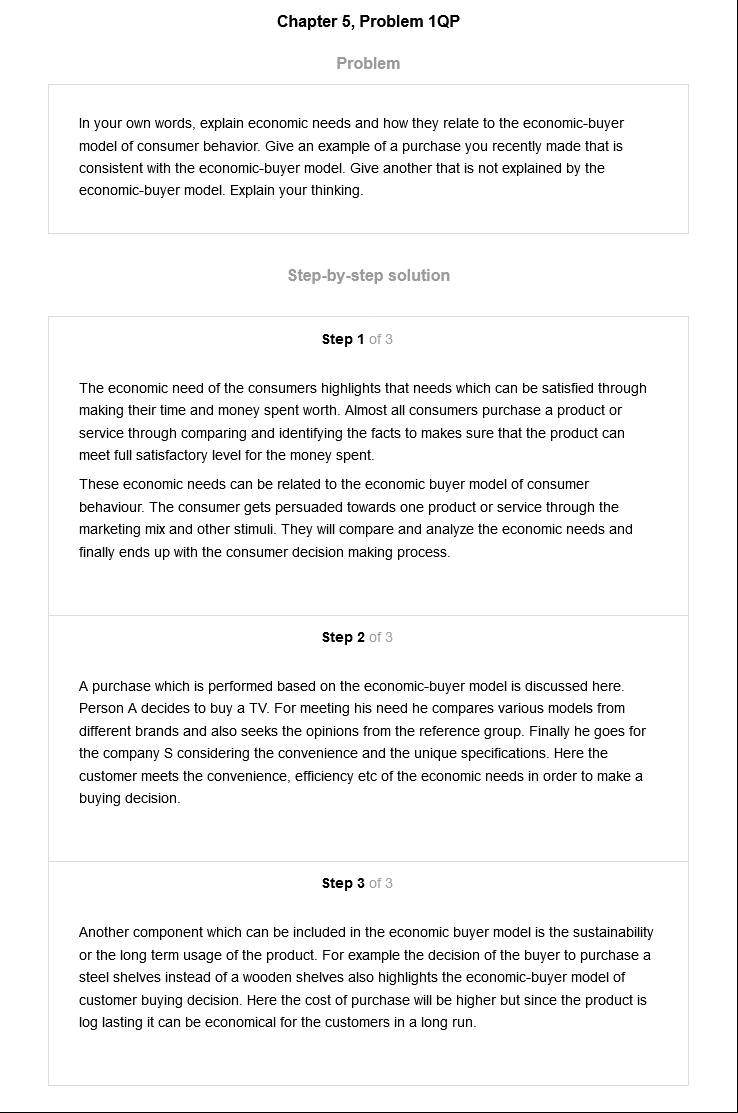 Chapter 5, Problem 1QP
Problem
In your own words, explain economic needs and how they relate to the economic-buyer
model of consumer behavior. Give an example of a purchase you recently made that is
consistent with the economic-buyer model. Give another that is not explained by the
economic-buyer model. Explain your thinking.
Step-by-step solution
Step 1 of 3
The economic need of the consumers highlights that needs which can be satisfied through
making their time and money spent worth. Almost all consumers purchase a product or
service through comparing and identifying the facts to makes sure that the product can
meet full satisfactory level for the money spent.
These economic needs can be related to the economic buyer model of consumer
behaviour. The consumer gets persuaded towards one product or service through the
marketing mix and other stimuli. They will compare and analyze the economic needs and
finally ends up with the consumer decision making process.
Step 2 of 3
A purchase which is performed based on the economic-buyer model is discussed here.
Person A decides to buy a TV. For meeting his need he compares various models from
different brands and also seeks the opinions from the reference group. Finally he goes for
the company S considering the convenience and the unique specifications. Here the
customer meets the convenience, efficiency etc of the economic needs in order to make a
buying decision.
Step 3 of 3
Another component which can be included in the economic buyer model is the sustainability
or the long term usage of the product. For example the decision of the buyer to purchase a
steel shelves instead of a wooden shelves also highlights the economic-buyer model of
customer buying decision. Here the cost of purchase will be higher but since the product is
log lasting it can be economical for the customers in a long run.